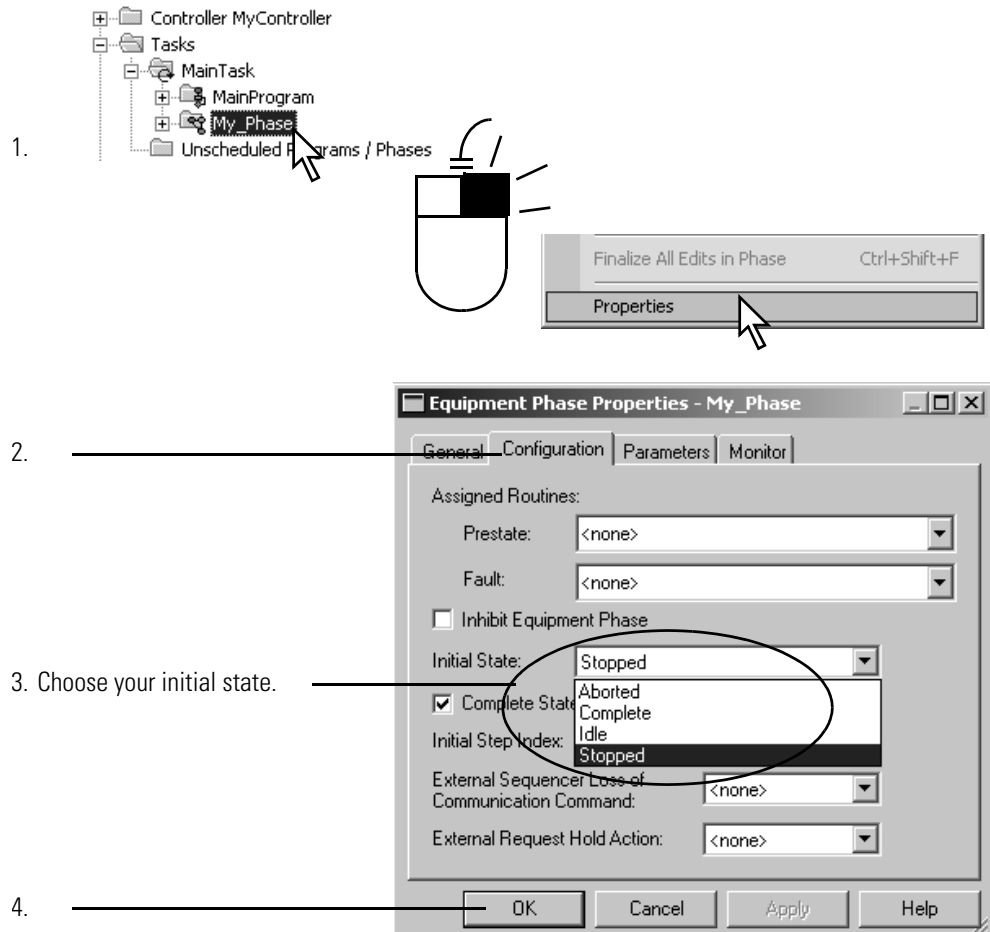 Controller MyController
Tasks
MainTask
MainProgram
My_Phase
1.
Unscheduled Programs / Phases
Finalize All Edits in Phase Ctrl+Shift+F
Properties
Equipment Phase Properties - My_Phase
2.
General Configuration Parameters Monitor
Assigned Routines:
Prestate: <none>
Fault: <none>
Inhibit Equipment Phase
Initial State: Stopped
3. Choose your initial state.
Aborted
Complete State
Complete
Idle
Initial Step Index:
Stopped
External Sequencer Loss of
Communication Command: <none>
External Request Hold Action: <none>
4.
OK Cancel Apply Help